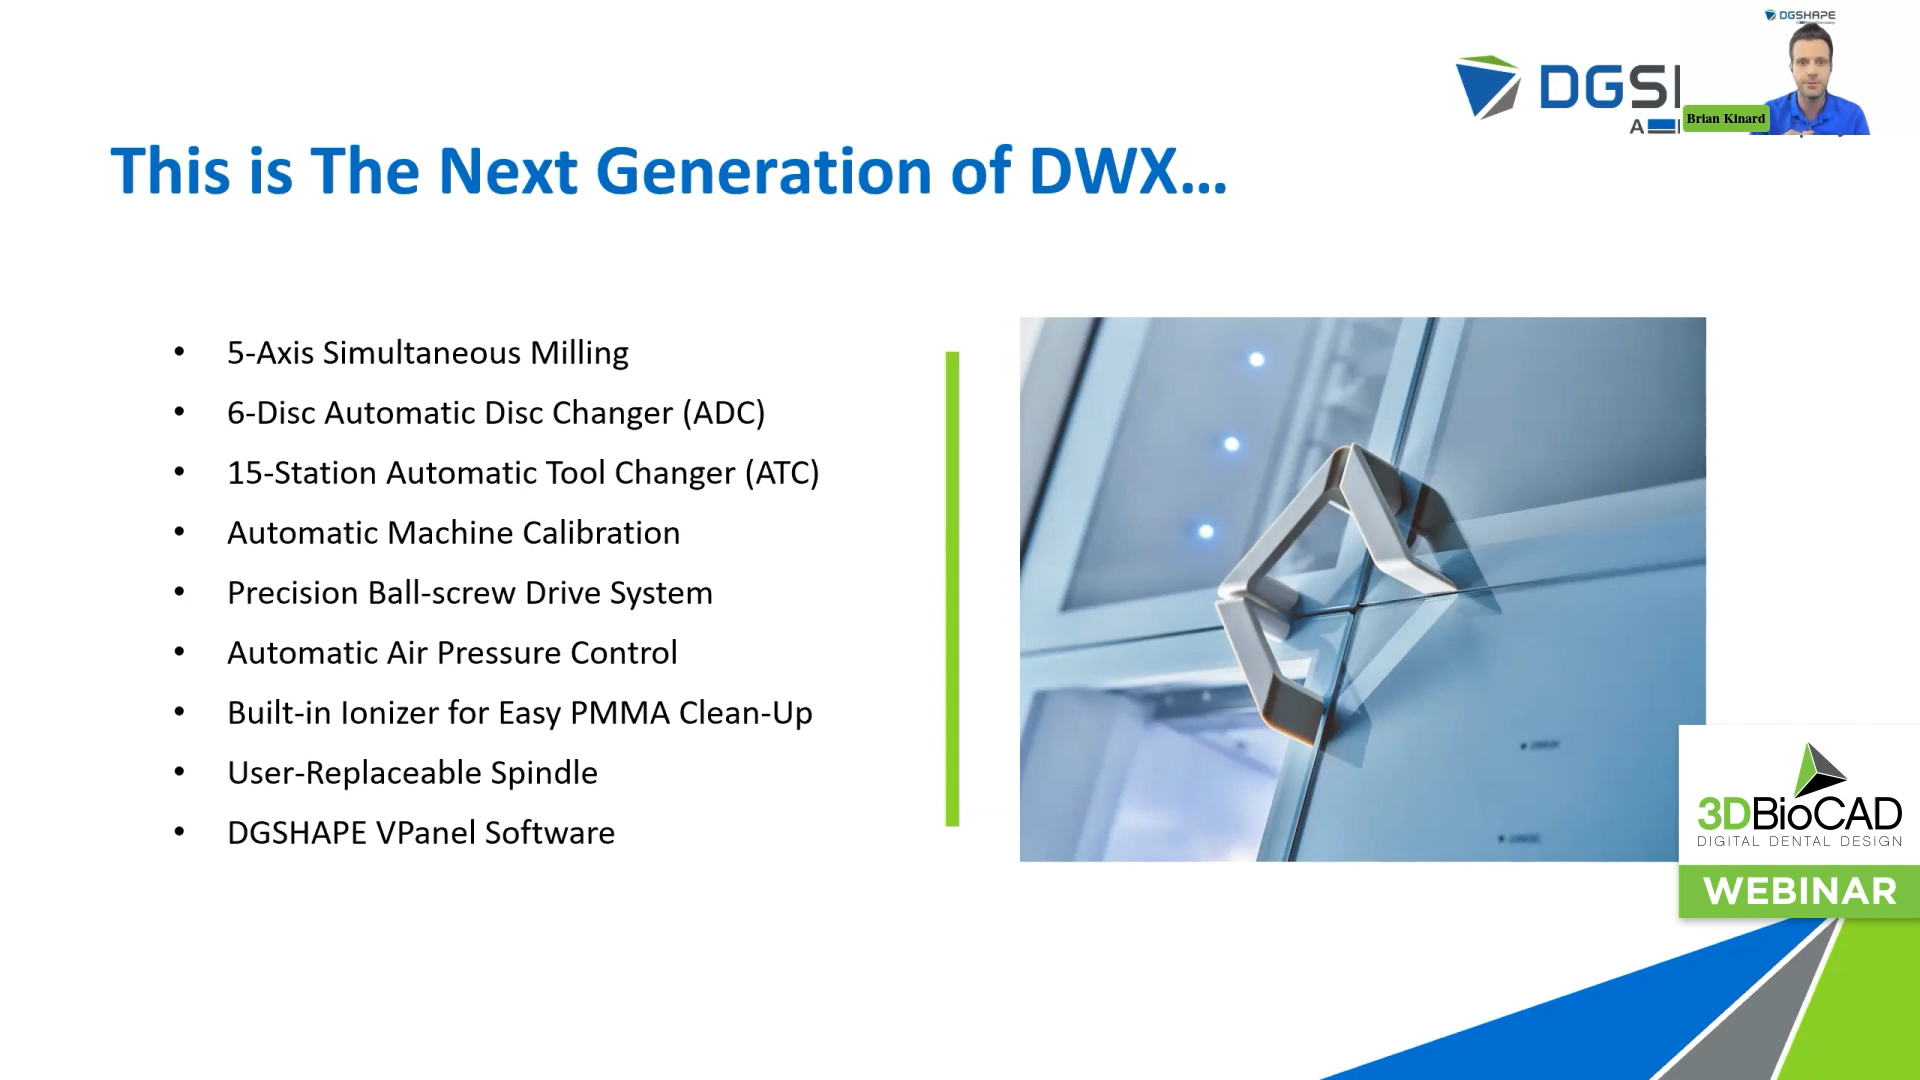 DGSHAPE
DGS
A
Brian Kinard
This is The Next Generation of DWX...
• 5-Axis Simultaneous Milling
• 6-Disc Automatic Disc Changer (ADC)
• 15-Station Automatic Tool Changer (ATC)
• Automatic Machine Calibration
• Precision Ball-screw Drive System
• Automatic Air Pressure Control
• Built-in Ionizer for Easy PMMA Clean-Up
• User-Replaceable Spindle
• DGSHAPE VPanel Software
3DBioCAD
DIGITAL DENTAL DESIGN
WEBINAR